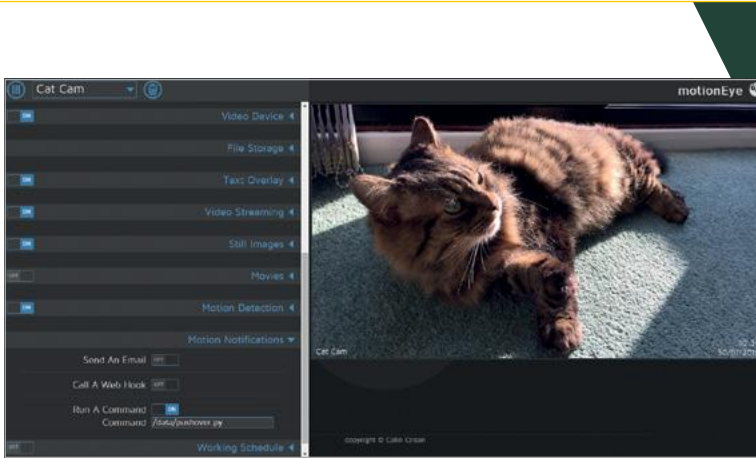 Cat Cam
motionEye
ON Video Device
File Storage
ON Text Overlay
ON Video Streaming
ON Still Images
OFF Movies
ON Motion Detection
Motion Notifications
Send An Email OFF
Call A Web Hook OFF
Run A Command ON
Command /data/pushover.py
OFF Working Schedule
Cat Cam
copyright © Calin Crisan